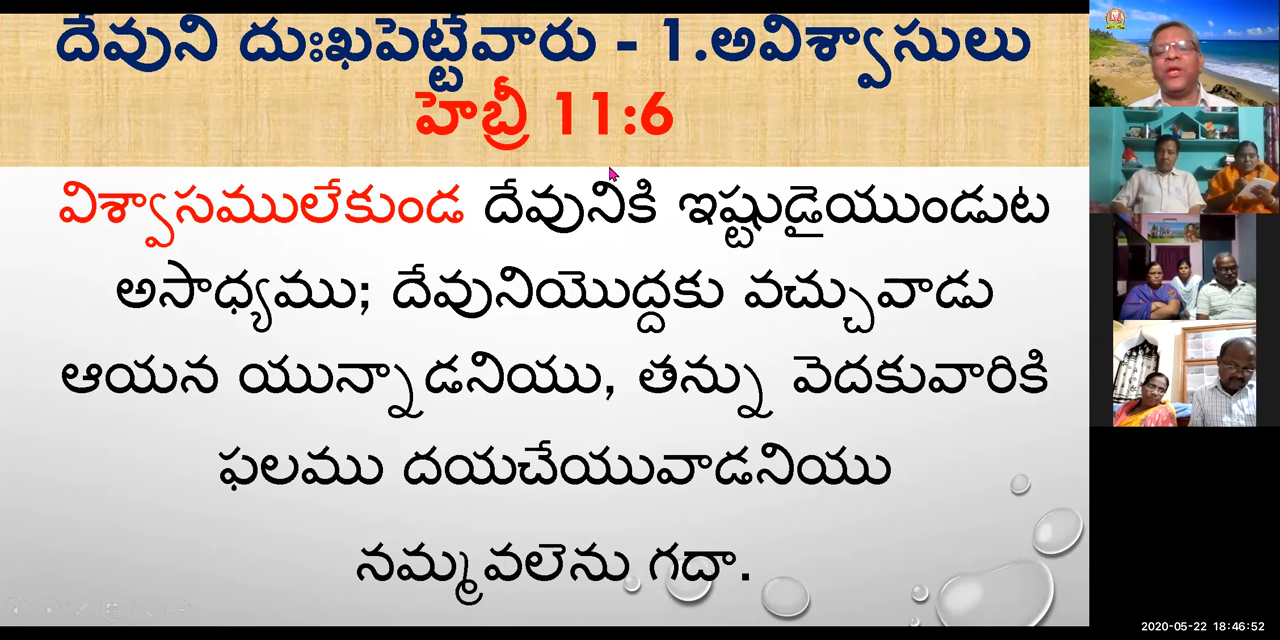 దేవుని దుఃఖపెట్టేవారు - 1.అవిశ్వాసులు
హెబ్రీ 11:6
విశ్వాసములేకుండ దేవునికి ఇష్టుడైయుండుట
అసాధ్యము; దేవునియొద్దకు వచ్చువాడు
ఆయన యున్నాడనియు, తన్ను వెదకువారికి
ఫలము దయచేయువాడనియు
నమ్మవలెను గదా.
2020-05-22 18:46:52